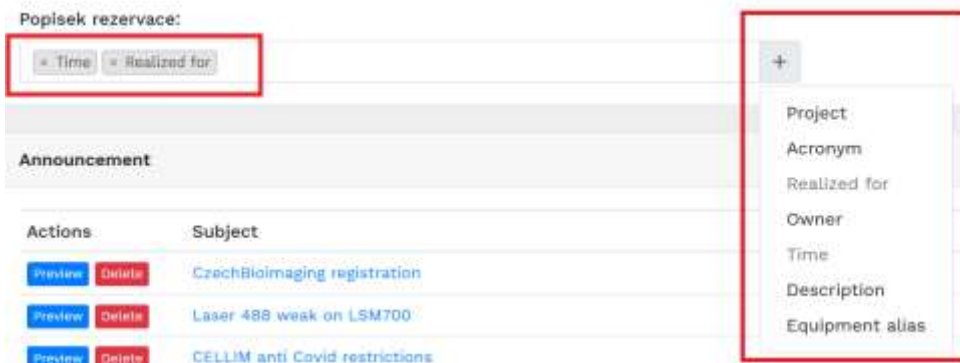 Popisek rezervace:
× Time × Realized for
+
Project
Acronym
Realized for
Owner
Time
Description
Equipment alias
Announcement
Actions Subject
Preview Delete CzechBioimaging registration
Preview Delete Laser 488 weak on LSM700
Preview Delete CELLIM anti Covid restrictions